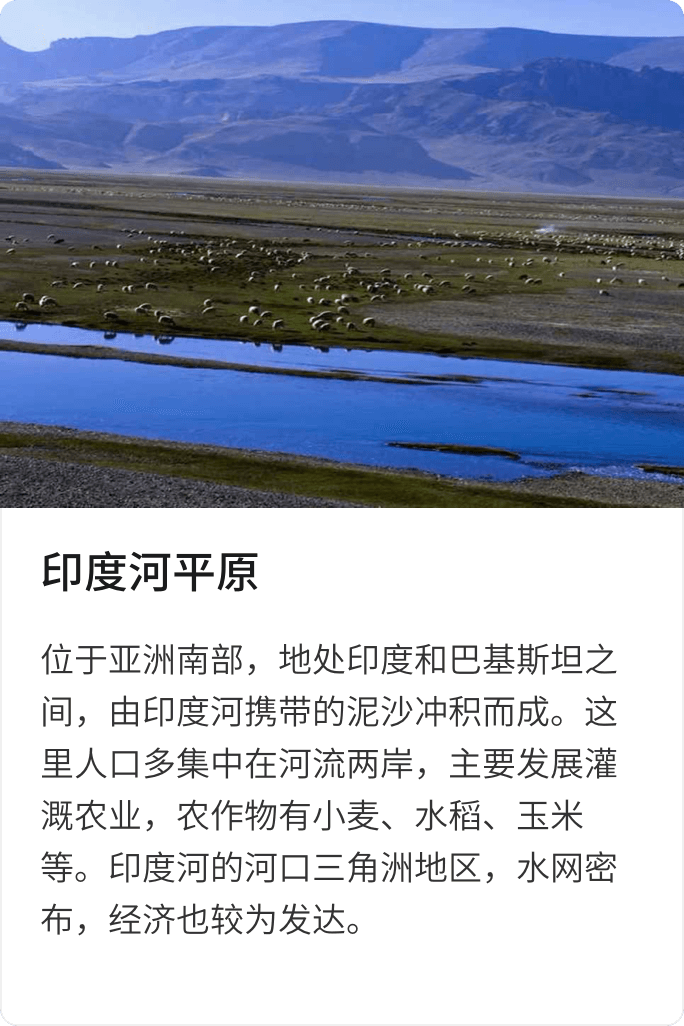 印度河平原
位于亚洲南部，地处印度和巴基斯坦之
间，由印度河携带的泥沙冲积而成。这
里人口多集中在河流两岸，主要发展灌
溉农业，农作物有小麦、水稻、玉米
等。印度河的河口三角洲地区，水网密
布，经济也较为发达。